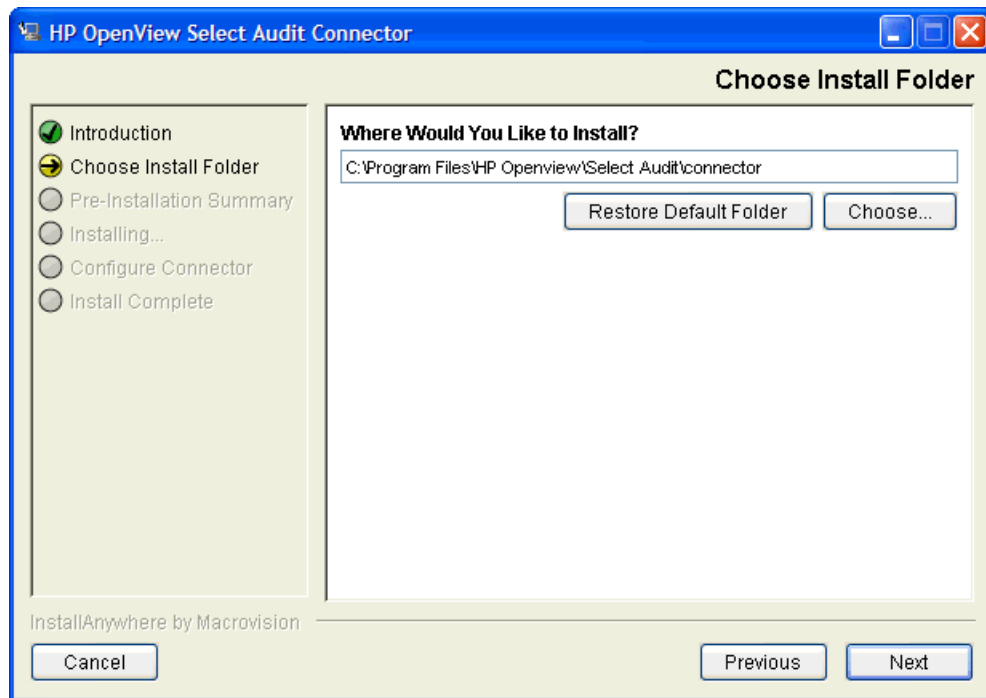 HP OpenView Select Audit Connector
Choose Install Folder
Introduction
Choose Install Folder
Pre-Installation Summary
Installing...
Configure Connector
Install Complete
Where Would You Like to Install?
C:\Program Files\HP Openview\Select Audit\connector
Restore Default Folder
Choose...
InstallAnywhere by Macrovision
Cancel
Previous
Next